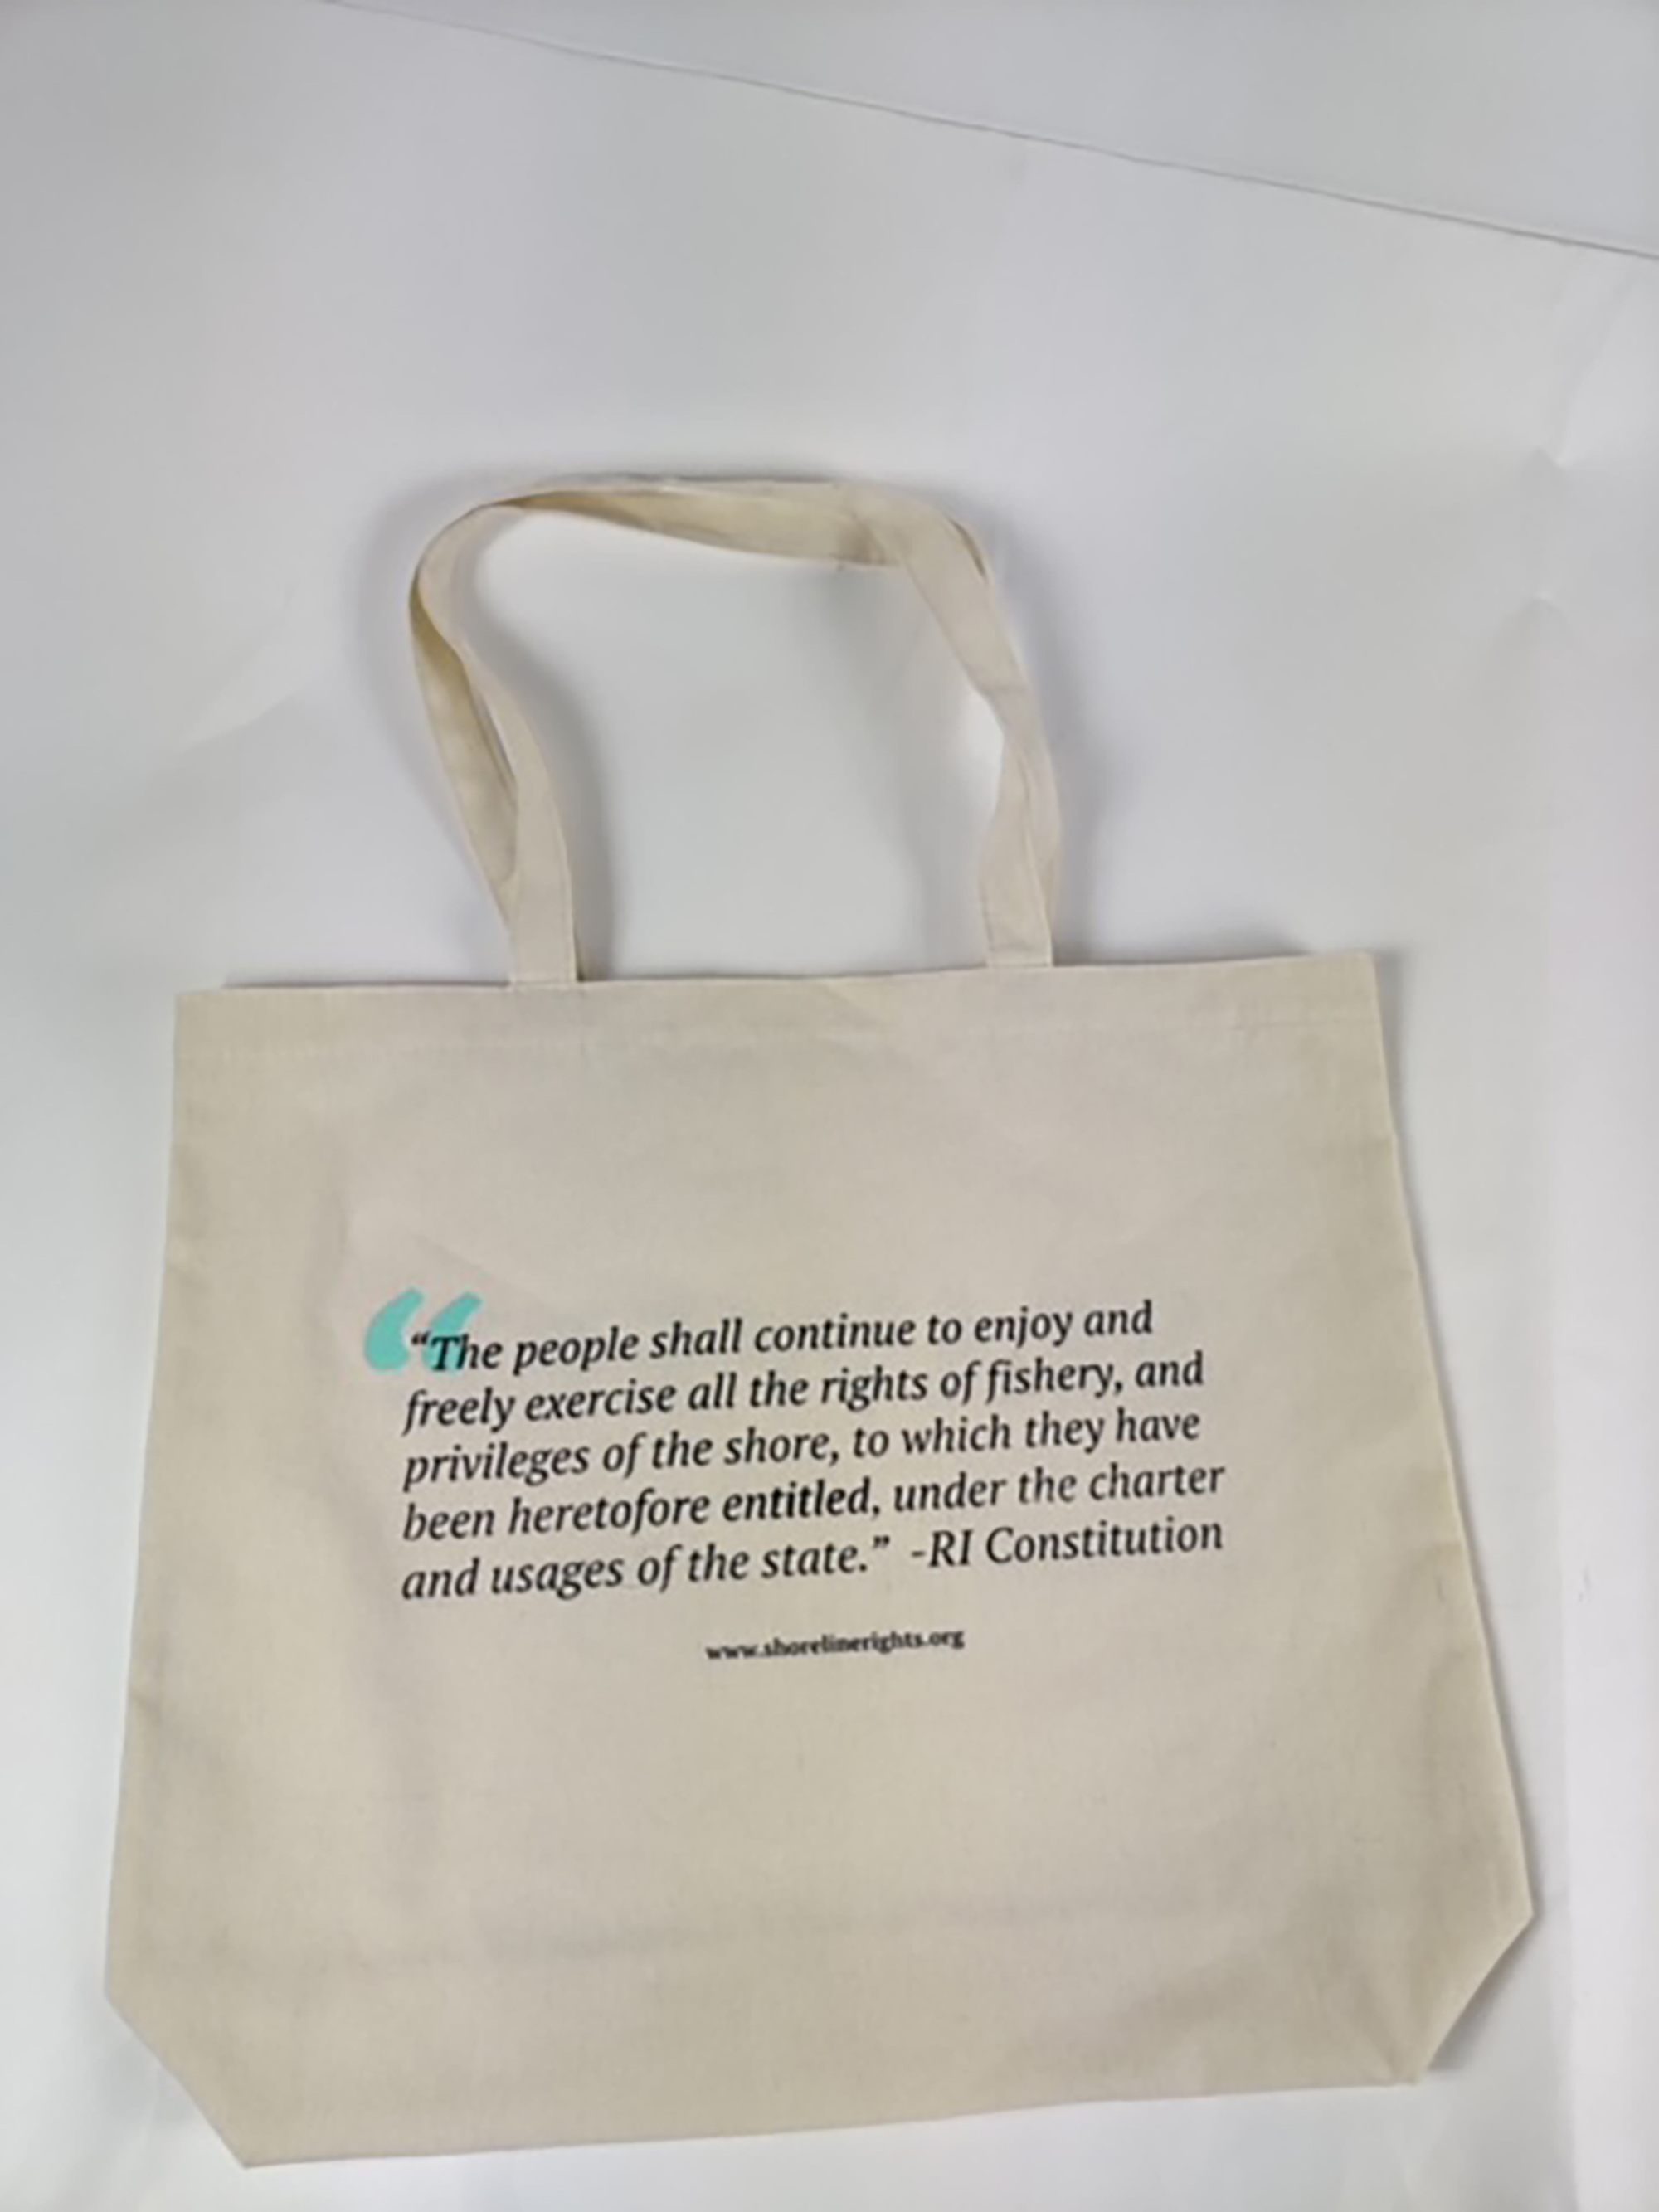 “The people shall continue to enjoy and
freely exercise all the rights of fishery, and
privileges of the shore, to which they have
been heretofore entitled, under the charter
and usages of the state.” -RI Constitution
www.shorelinerights.org